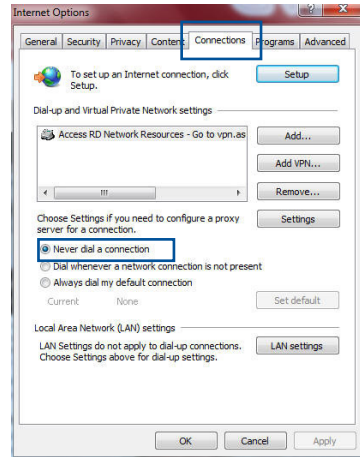 Internet Options
General Security Privacy Content Connections Programs Advanced
To set up an Internet connection, click
Setup.
Setup
Dial-up and Virtual Private Network settings
Access RD Network Resources - Go to vpn.as
Add...
Add VPN...
Remove...
Choose Settings if you need to configure a proxy
server for a connection.
Settings
Never dial a connection
Dial whenever a network connection is not present
Always dial my default connection
Current None Set default
Local Area Network (LAN) settings
LAN Settings do not apply to dial-up connections.
Choose Settings above for dial-up settings.
LAN settings
OK Cancel Apply